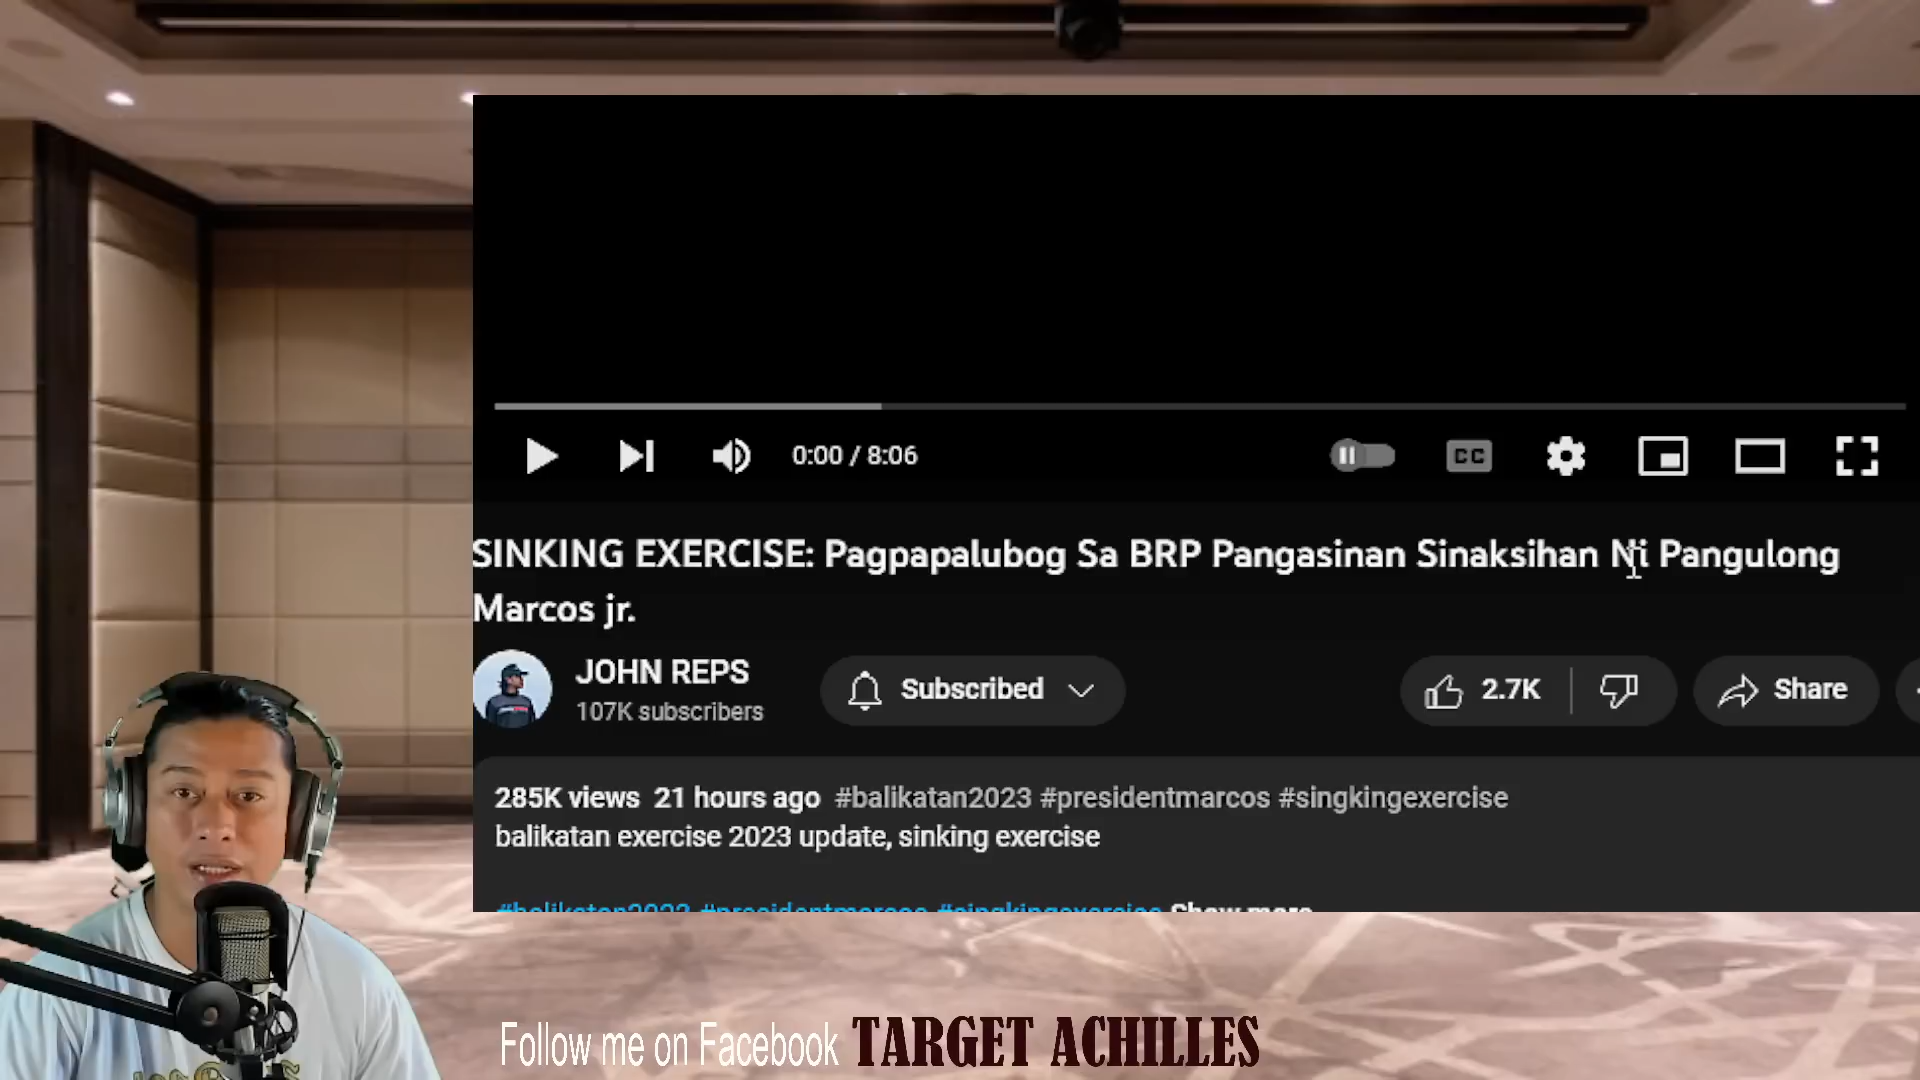 0:00 / 8:06
CC
SINKING EXERCISE: Pagpapalubog Sa BRP Pangasinan Sinaksihan Ni Pangulong
Marcos jr.
JOHN REPS
107K subscribers
Subscribed
2.7K
Share
285K views 21 hours ago #balikatan2023 #presidentmarcos #singkingexercise
balikatan exercise 2023 update, sinking exercise
#balikatan2023 #presidentmarcos #singkingexercise Show more
Follow me on Facebook TARGET ACHILLES